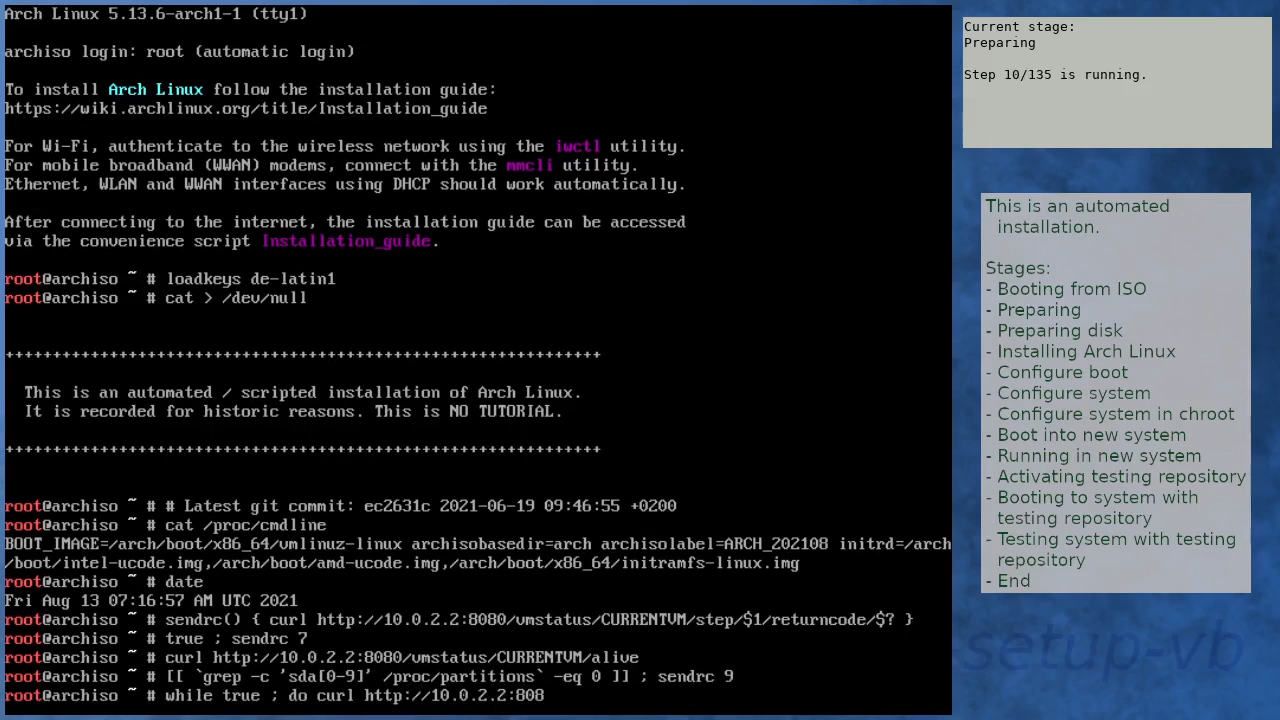 Arch Linux 5.13.6-arch1-1 (tty1)
archiso login: root (automatic login)
To install Arch Linux follow the installation guide:
https://wiki.archlinux.org/title/Installation_guide
For Wi-Fi, authenticate to the wireless network using the iwctl utility.
For mobile broadband (WWAN) modems, connect with the mmcli utility.
Ethernet, WLAN and WWAN interfaces using DHCP should work automatically.
After connecting to the internet, the installation guide can be accessed
via the convenience script Installation_guide.
root@archiso ~ # loadkeys de-latin1
root@archiso ~ # cat > /dev/null
+++++++++++++++++++++++++++++++++++++++++++++++++++++++++++++++
This is an automated / scripted installation of Arch Linux.
It is recorded for historic reasons. This is NO TUTORIAL.
+++++++++++++++++++++++++++++++++++++++++++++++++++++++++++++++
root@archiso ~ # # Latest git commit: ec2631c 2021-06-19 09:46:55 +0200
root@archiso ~ # cat /proc/cmdline
BOOT_IMAGE=/arch/boot/x86_64/vmlinuz-linux archisobasedir=arch archisolabel=ARCH_202108 initrd=/arch
/boot/intel-ucode.img,/arch/boot/amd-ucode.img,/arch/boot/x86_64/initramfs-linux.img
root@archiso ~ # date
Fri Aug 13 07:16:57 AM UTC 2021
root@archiso ~ # sendrc() { curl http://10.0.2.2:8080/vmstatus/CURRENTVM/step/$1/returncode/$? }
root@archiso ~ # true ; sendrc 7
root@archiso ~ # curl http://10.0.2.2:8080/vmstatus/CURRENTVM/alive
root@archiso ~ # [[ `grep -c 'sda[0-9]' /proc/partitions` -eq 0 ]] ; sendrc 9
root@archiso ~ # while true ; do curl http://10.0.2.2:808
Current stage:
Preparing
Step 10/135 is running.
This is an automated
installation.
Stages:
- Booting from ISO
- Preparing
- Preparing disk
- Installing Arch Linux
- Configure boot
- Configure system
- Configure system in chroot
- Boot into new system
- Running in new system
- Activating testing repository
- Booting to system with
testing repository
- Testing system with testing
repository
- End
-setup-vb